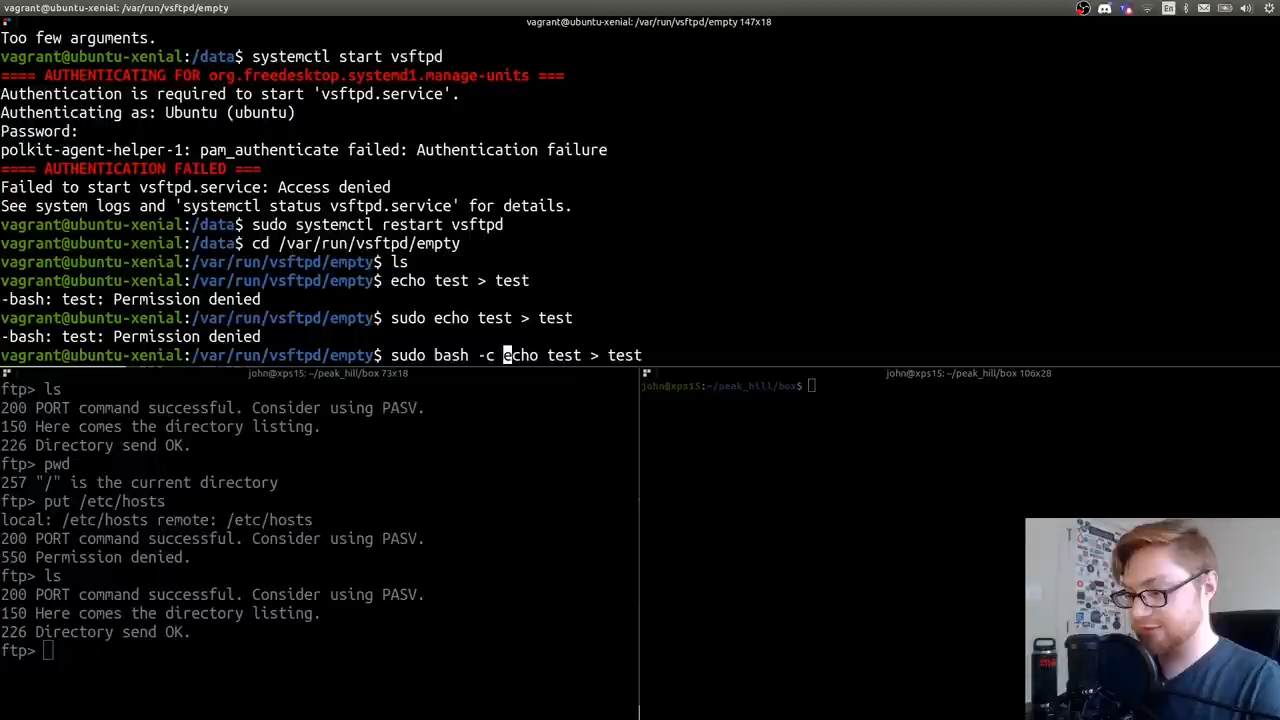 vagrant@ubuntu-xenial: /var/run/vsftpd/empty
En
vagrant@ubuntu-xenial: /var/run/vsftpd/empty 147x18
Too few arguments.
vagrant@ubuntu-xenial:/data$ systemctl start vsftpd
==== AUTHENTICATING FOR org.freedesktop.systemd1.manage-units ===
Authentication is required to start 'vsftpd.service'.
Authenticating as: Ubuntu (ubuntu)
Password:
polkit-agent-helper-1: pam_authenticate failed: Authentication failure
==== AUTHENTICATION FAILED ===
Failed to start vsftpd.service: Access denied
See system logs and 'systemctl status vsftpd.service' for details.
vagrant@ubuntu-xenial:/data$ sudo systemctl restart vsftpd
vagrant@ubuntu-xenial:/data$ cd /var/run/vsftpd/empty
vagrant@ubuntu-xenial:/var/run/vsftpd/empty$ ls
vagrant@ubuntu-xenial:/var/run/vsftpd/empty$ echo test > test
-bash: test: Permission denied
vagrant@ubuntu-xenial:/var/run/vsftpd/empty$ sudo echo test > test
-bash: test: Permission denied
vagrant@ubuntu-xenial:/var/run/vsftpd/empty$ sudo bash -c echo test > test
john@xps15: ~/peak_hill/box 73x18
ftp> ls
200 PORT command successful. Consider using PASV.
150 Here comes the directory listing.
226 Directory send OK.
ftp> pwd
257 "/" is the current directory
ftp> put /etc/hosts
local: /etc/hosts remote: /etc/hosts
200 PORT command successful. Consider using PASV.
550 Permission denied.
ftp> ls
200 PORT command successful. Consider using PASV.
150 Here comes the directory listing.
226 Directory send OK.
ftp>
john@xps15: ~/peak_hill/box 106x28
john@xps15:~/peak_hill/box$